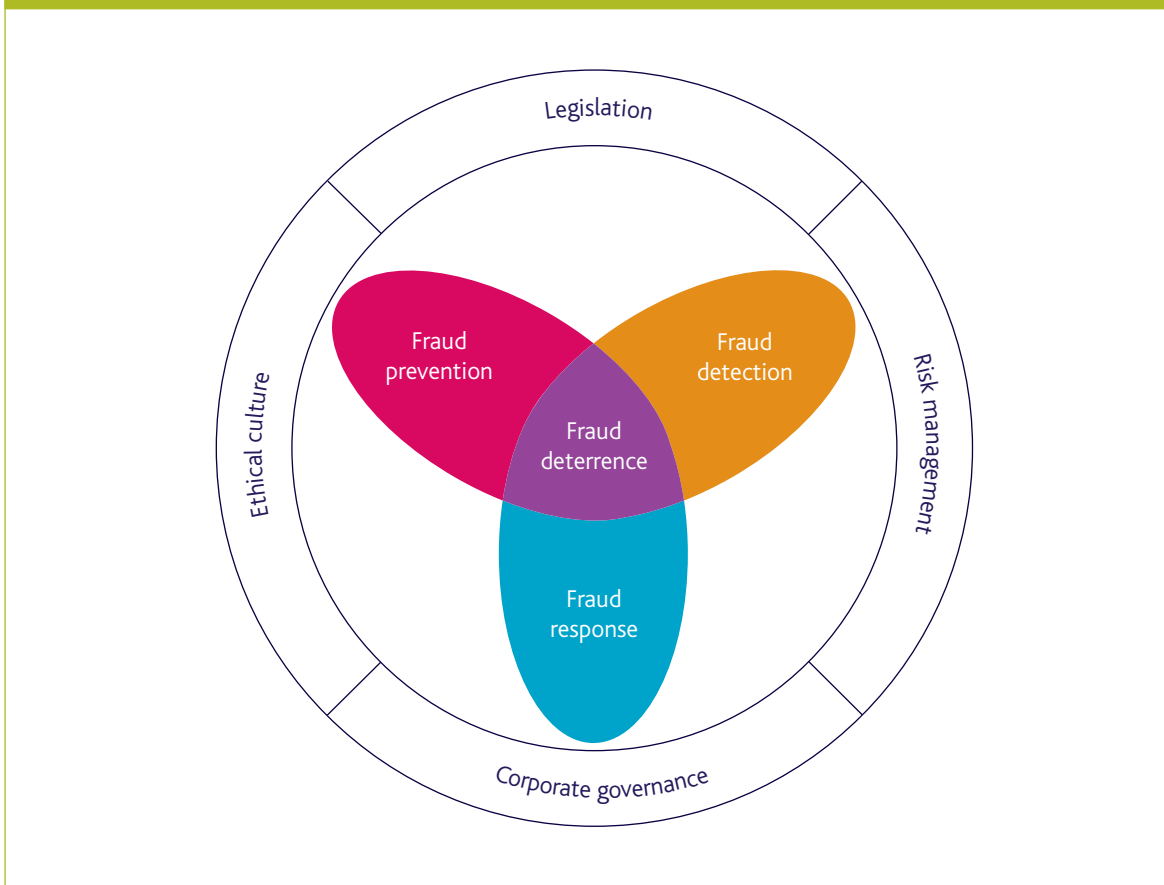 Legislation
Fraud
prevention
Fraud
detection
Ethical culture
Risk management
Fraud
deterrence
Fraud
response
Corporate governance